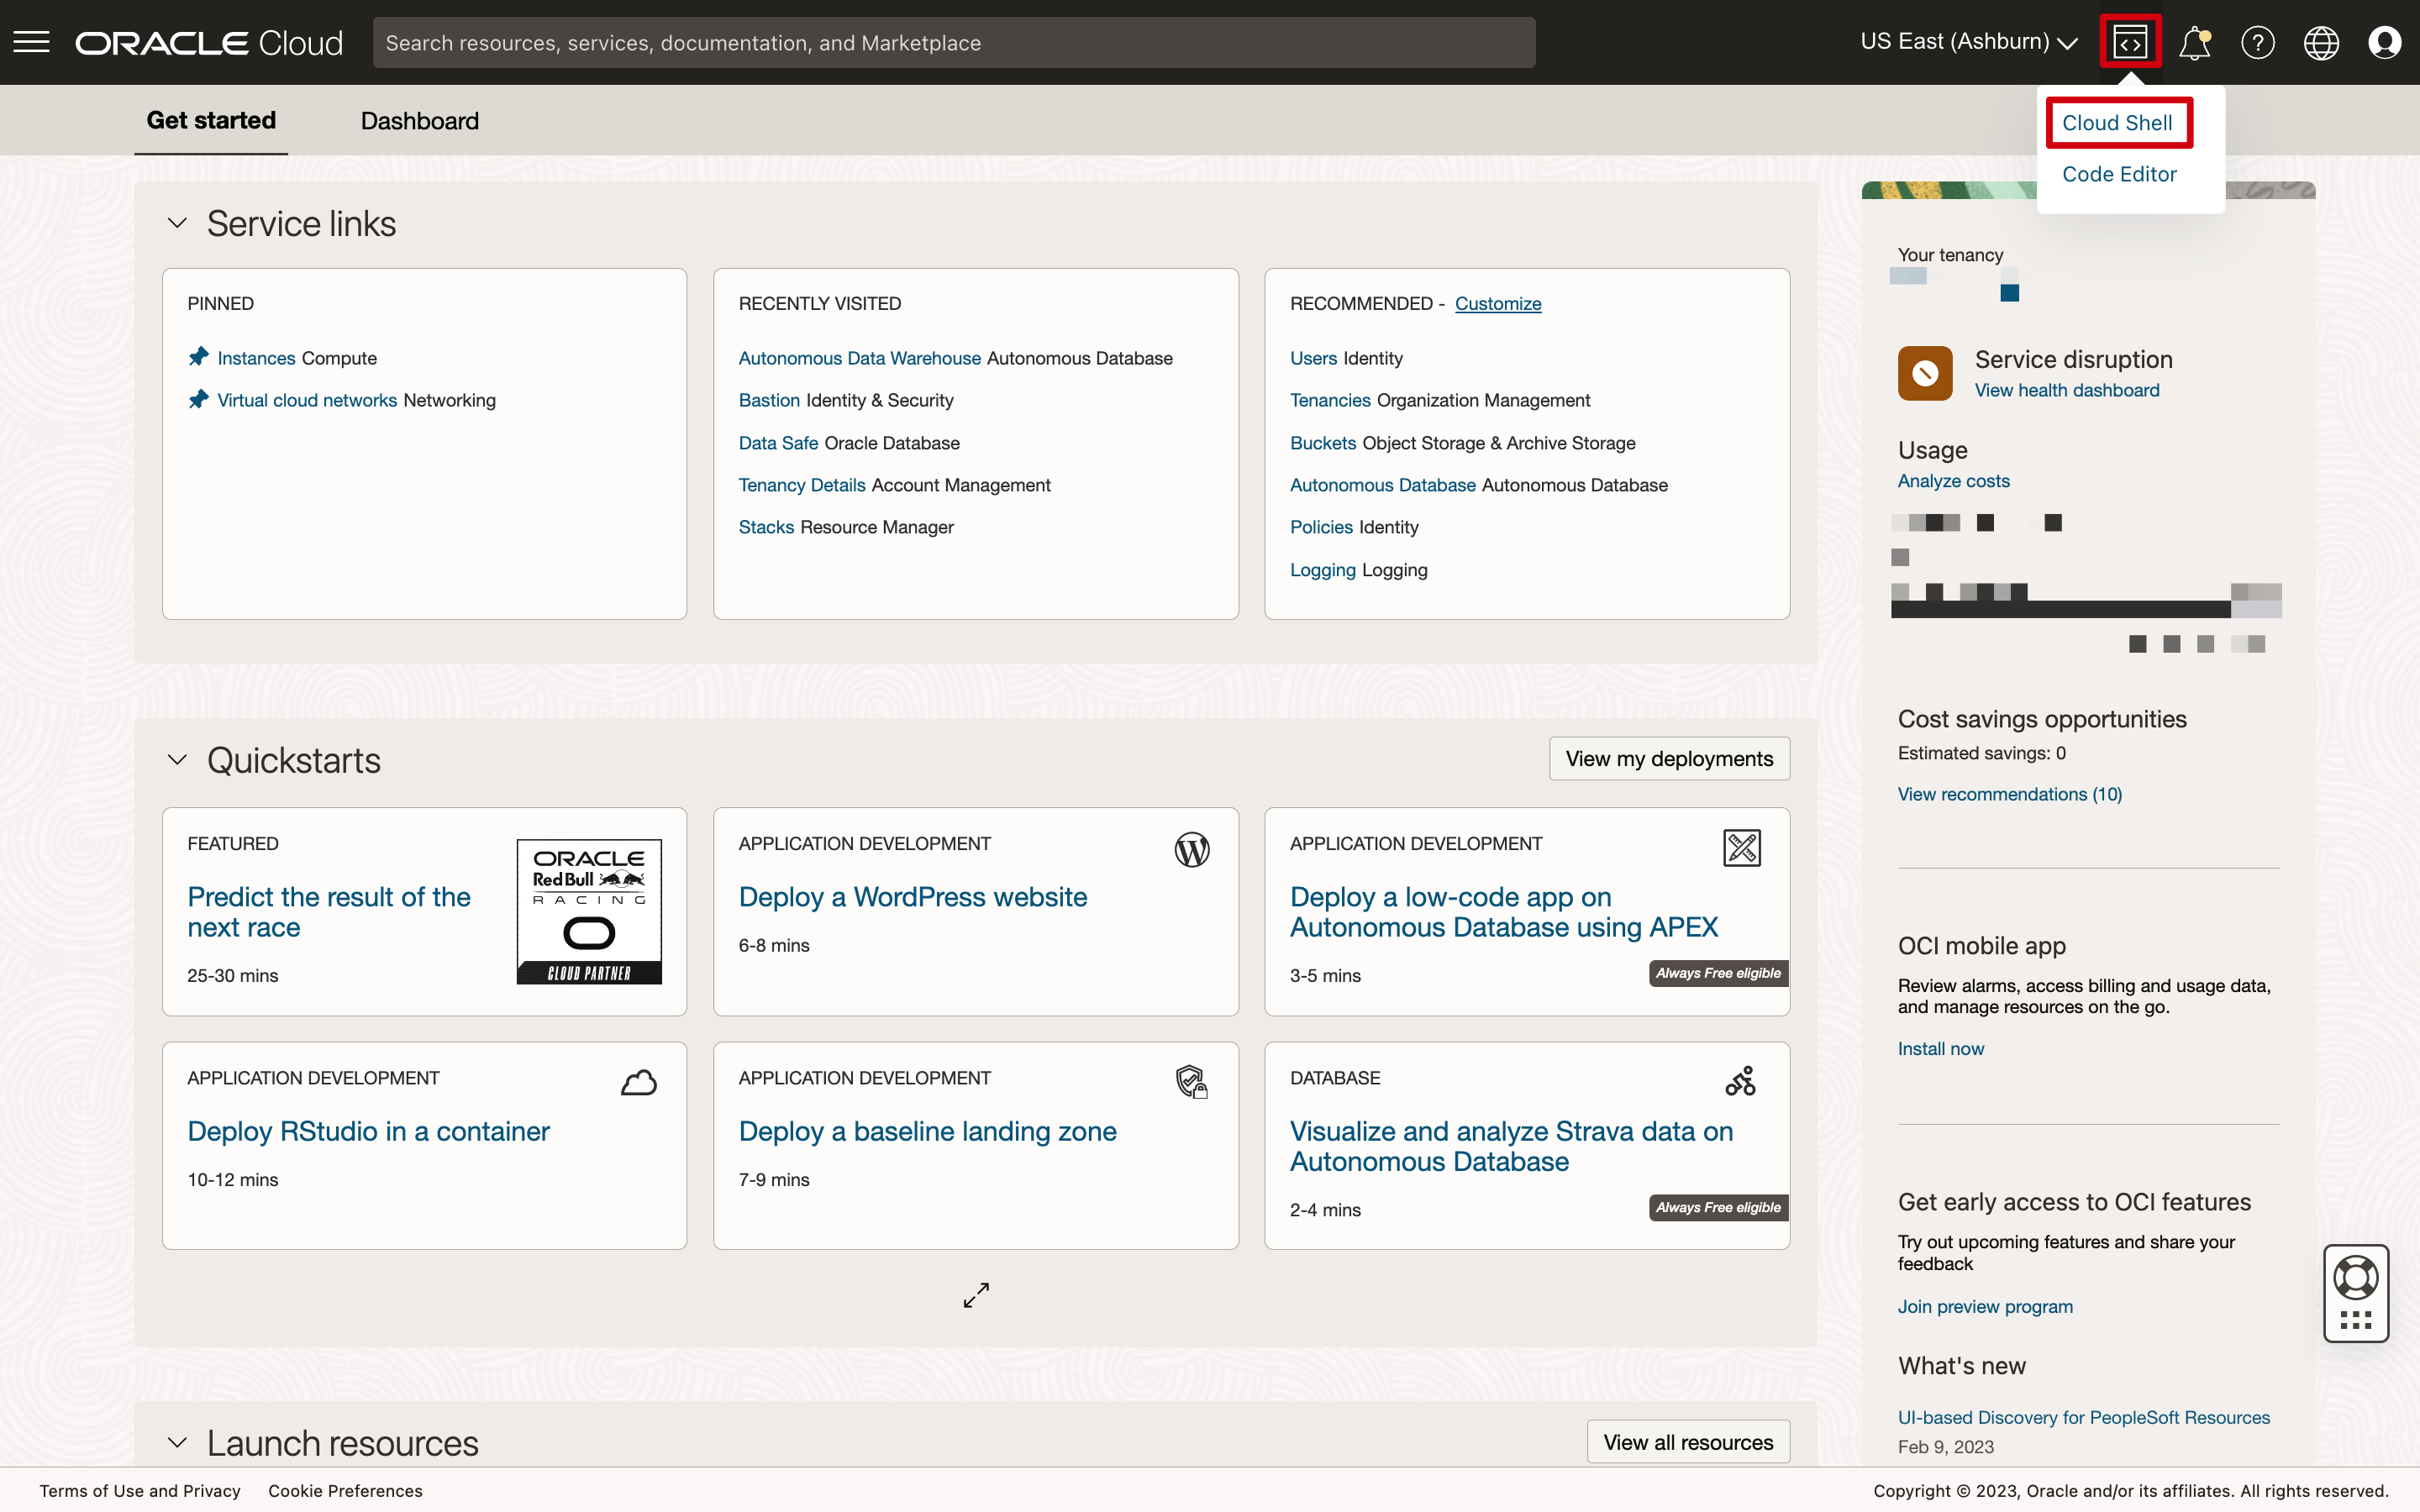 ORACLE Cloud
Search resources, services, documentation, and Marketplace
US East (Ashburn)
Cloud Shell
Code Editor
Get started
Dashboard
Service links
PINNED
Instances Compute
Virtual cloud networks Networking
RECENTLY VISITED
Autonomous Data Warehouse Autonomous Database
Bastion Identity & Security
Data Safe Oracle Database
Tenancy Details Account Management
Stacks Resource Manager
RECOMMENDED - Customize
Users Identity
Tenancies Organization Management
Buckets Object Storage & Archive Storage
Autonomous Database Autonomous Database
Policies Identity
Logging Logging
Quickstarts
View my deployments
FEATURED
Predict the result of the
next race
25-30 mins
ORACLE
Red Bull
RACING
CLOUD PARTNER
APPLICATION DEVELOPMENT
Deploy a WordPress website
6-8 mins
APPLICATION DEVELOPMENT
Deploy a low-code app on
Autonomous Database using APEX
3-5 mins
Always Free eligible
APPLICATION DEVELOPMENT
Deploy RStudio in a container
10-12 mins
APPLICATION DEVELOPMENT
Deploy a baseline landing zone
7-9 mins
DATABASE
Visualize and analyze Strava data on
Autonomous Database
2-4 mins
Always Free eligible
Launch resources
View all resources
Your tenancy
Service disruption
View health dashboard
Usage
Analyze costs
Cost savings opportunities
Estimated savings: 0
View recommendations (10)
OCI mobile app
Review alarms, access billing and usage data,
and manage resources on the go.
Install now
Get early access to OCI features
Try out upcoming features and share your
feedback
Join preview program
What's new
UI-based Discovery for PeopleSoft Resources
Feb 9, 2023
Terms of Use and Privacy
Cookie Preferences
Copyright © 2023, Oracle and/or its affiliates. All rights reserved.